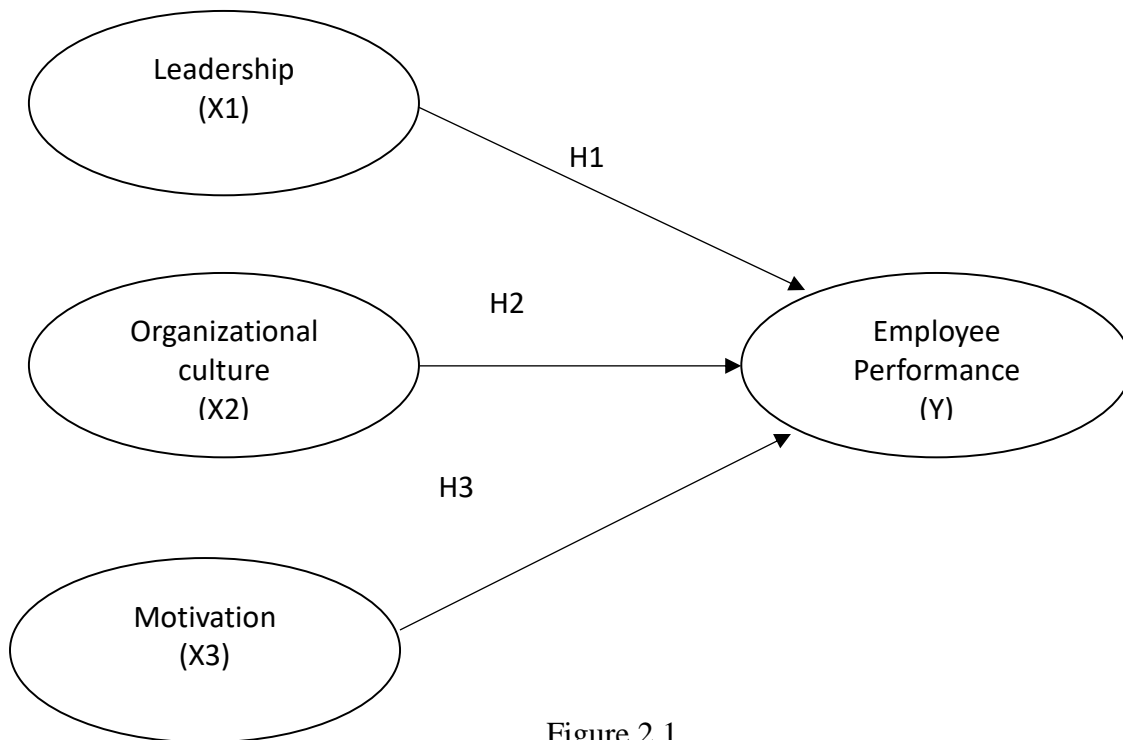 Leadership
(X1)
H1
H2
Organizational
culture
(X2)
Employee
Performance
(Y)
H3
Motivation
(X3)
Figure 2.1